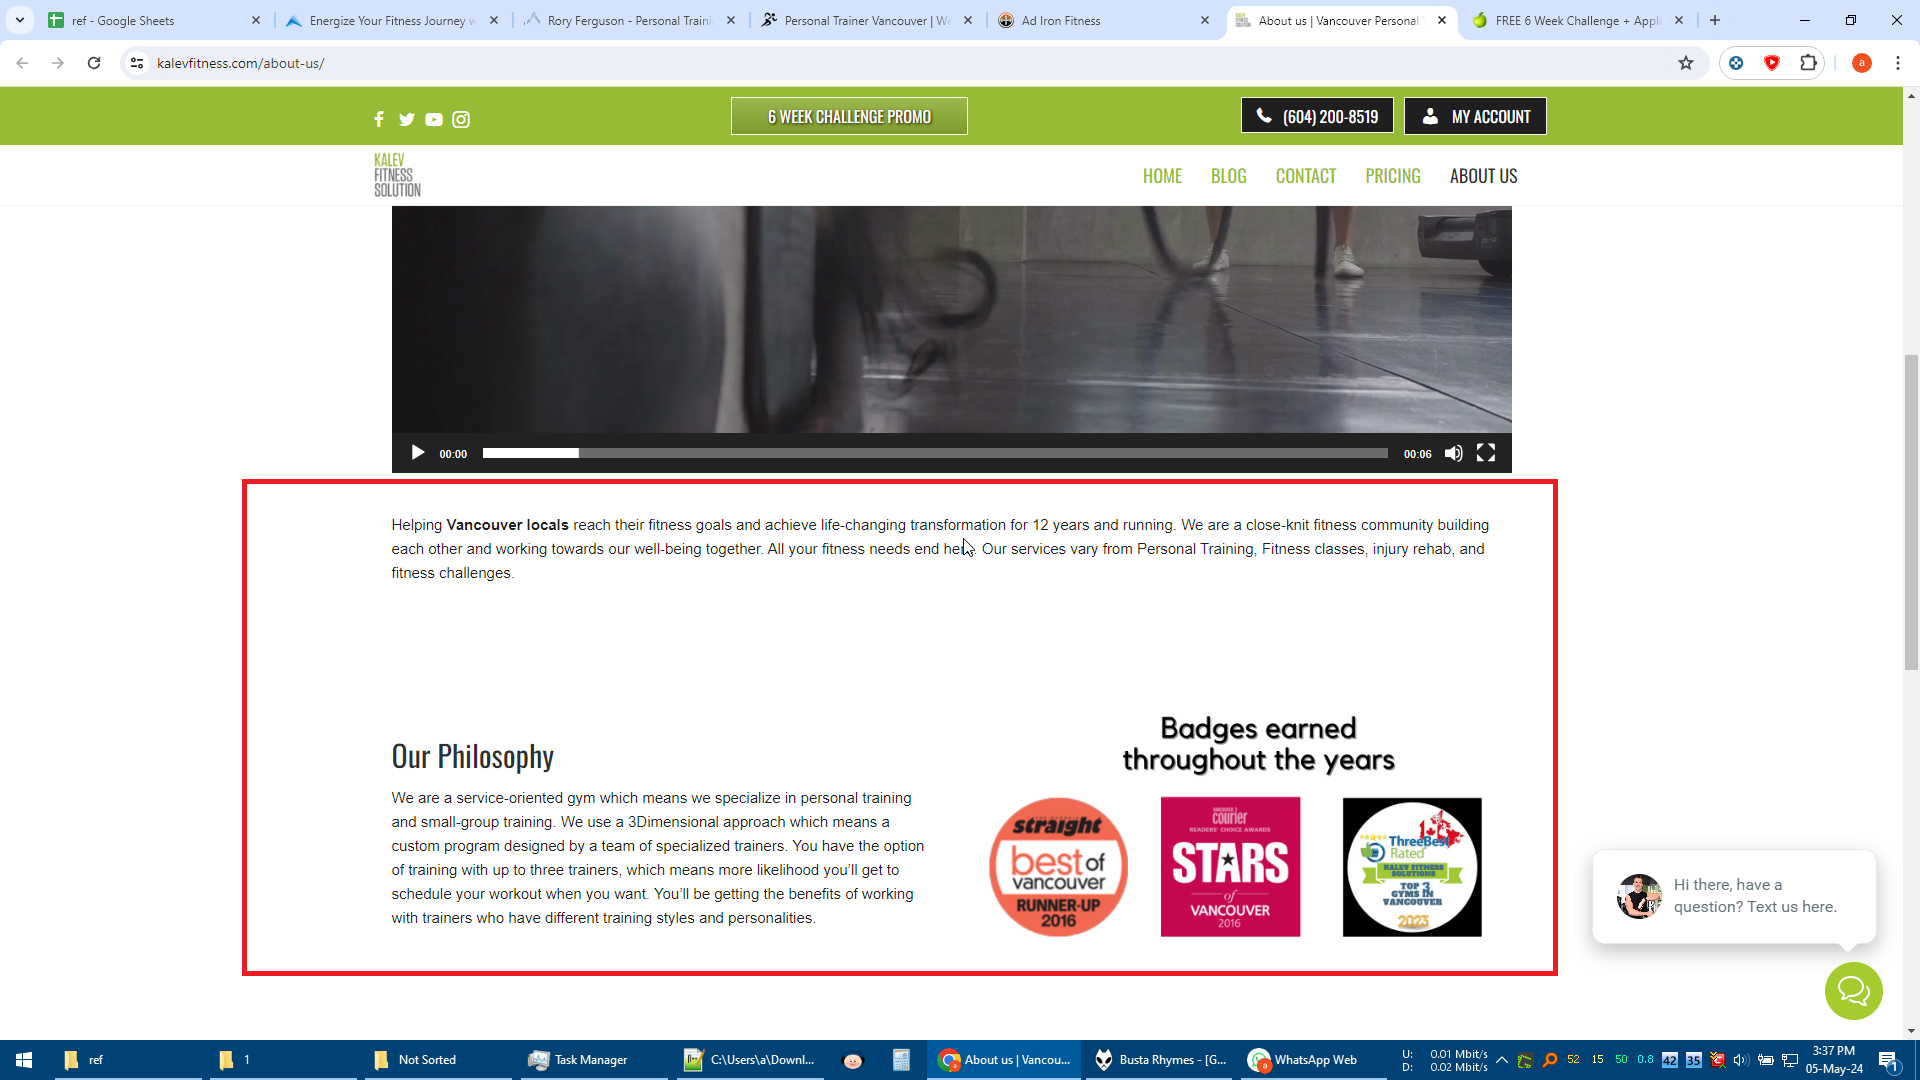 ref - Google Sheets
Energize Your Fitness Journey w
Rory Ferguson - Personal Traini
Personal Trainer Vancouver | We
Ad Iron Fitness
About us | Vancouver Personal T
FREE 6 Week Challenge + Apple
kalevfitness.com/about-us/
a
6 WEEK CHALLENGE PROMO
(604) 200-8519
MY ACCOUNT
KALEV
FITNESS
SOLUTION
HOME
BLOG
CONTACT
PRICING
ABOUT US
00:00
00:06
Helping Vancouver locals reach their fitness goals and achieve life-changing transformation for 12 years and running. We are a close-knit fitness community building
each other and working towards our well-being together. All your fitness needs end here. Our services vary from Personal Training, Fitness classes, injury rehab, and
fitness challenges.
Our Philosophy
We are a service-oriented gym which means we specialize in personal training
and small-group training. We use a 3Dimensional approach which means a
custom program designed by a team of specialized trainers. You have the option
of training with up to three trainers, which means more likelihood you'll get to
schedule your workout when you want. You'll be getting the benefits of working
with trainers who have different training styles and personalities.
Badges earned
throughout the years
straight
best of
vancouver
RUNNER-UP
2016
courier
READERS' CHOICE AWARDS
STARS
of
VANCOUVER
2016
ThreeBest
Rated
KALEV FITNESS
SOLUTIONS
TOP 3
GYMS IN
VANCOUVER
2023
Hi there, have a
question? Text us here.
ref
1
Not Sorted
Task Manager
C:\Users\a\Downl...
About us | Vancou...
Busta Rhymes - [G...
WhatsApp Web
U: 0.01 Mbit/s
D: 0.02 Mbit/s
52 15 50 0.8 42 35
3:37 PM
05-May-24
1